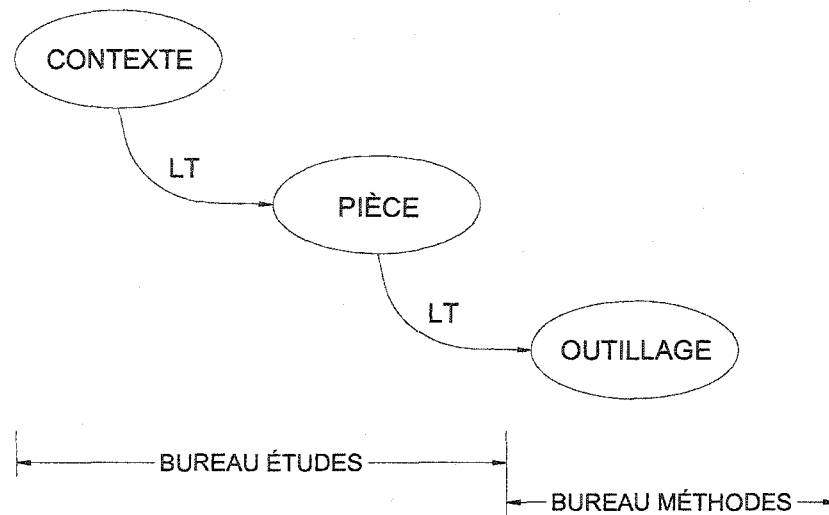 CONTEXTE
LT
PIÈCE
LT
OUTILLAGE
BUREAU ÉTUDES
BUREAU MÉTHODES